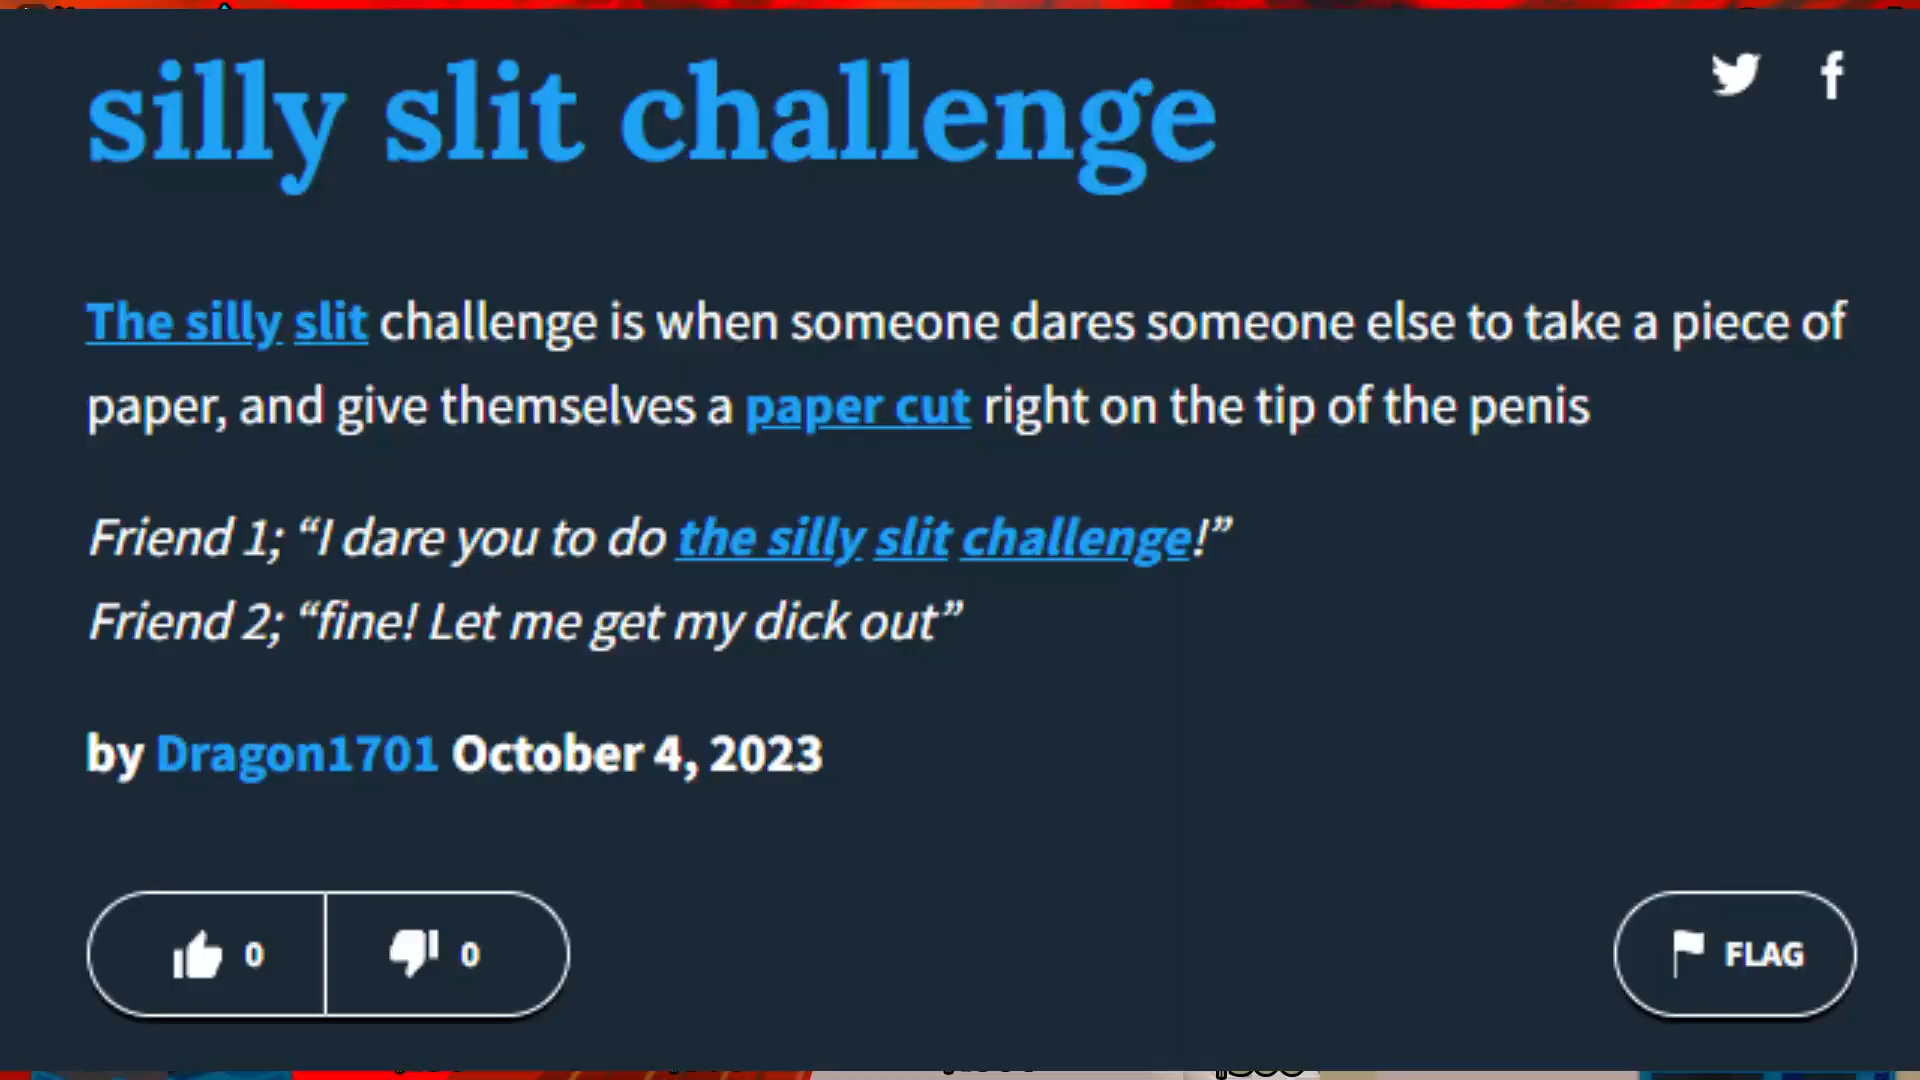 silly slit challenge
The silly slit challenge is when someone dares someone else to take a piece of
paper, and give themselves a paper cut right on the tip of the penis
Friend 1; “I dare you to do the silly slit challenge!”
Friend 2; “fine! Let me get my dick out”
by Dragon1701 October 4, 2023
0 0 FLAG